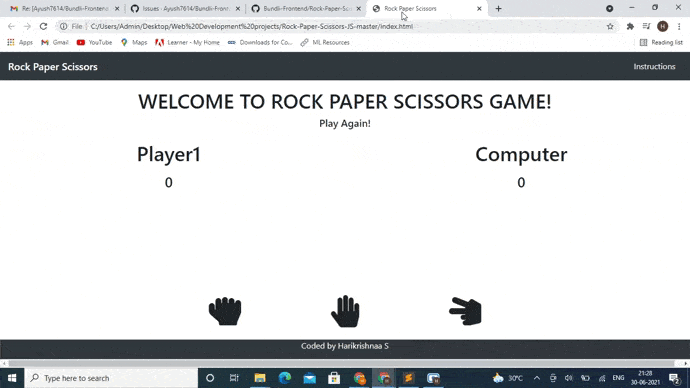 Res [Ayush7614/Bundli-Frontend
Issues · Ayush7614/Bundli-Front
Bundli-Frontend/Rock-Paper-Sc
Rock Paper Scissors
File
C:/Users/Admin/Desktop/Web%20Development%20projects/Rock-Paper-Scissors-JS-master/index.html
Apps
Gmail
YouTube
Maps
Learner - My Home
Downloads for Co...
ML Resources
Reading list
Rock Paper Scissors
Instructions
WELCOME TO ROCK PAPER SCISSORS GAME!
Play Again!
Player1
Computer
0
0
Coded by Harikrishnaa S
Type here to search
30°C
ENG
21:28
30-06-2021